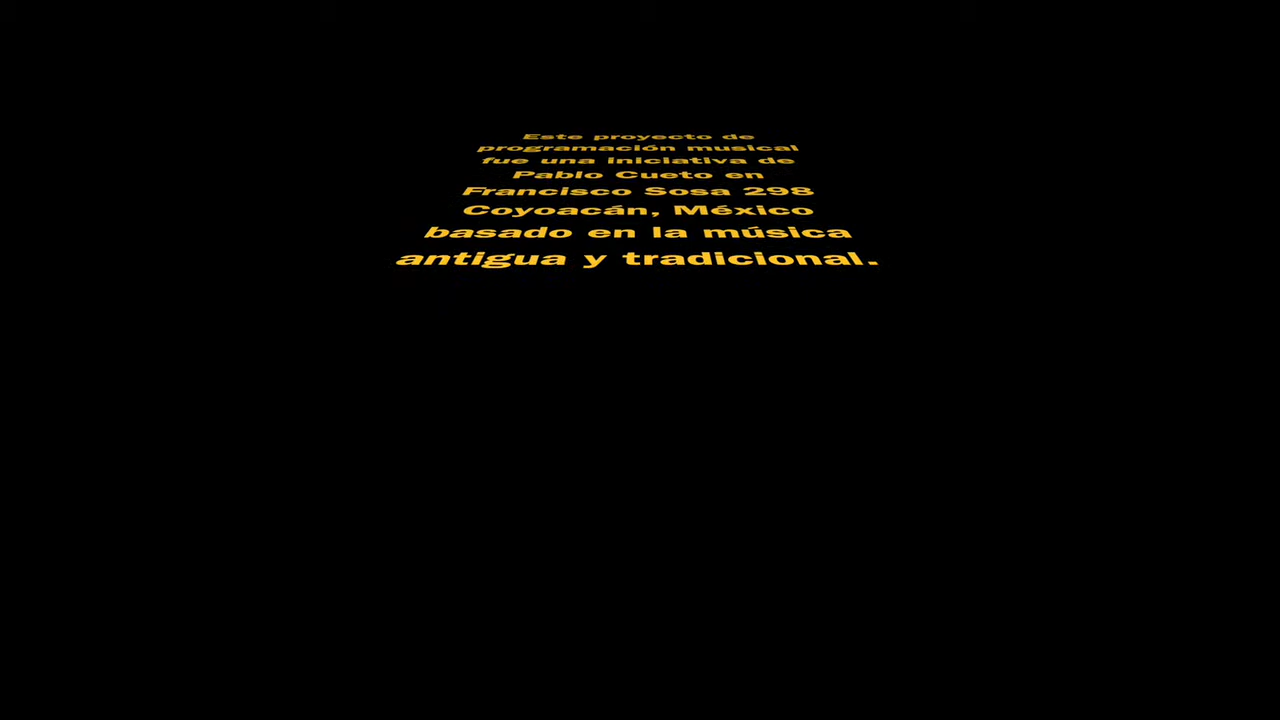 Este proyecto de
programación musical
fue una iniciativa de
Pablo Cueto en
Francisco Sosa 298
Coyoacán, México
basado en la música
antigua y tradicional.